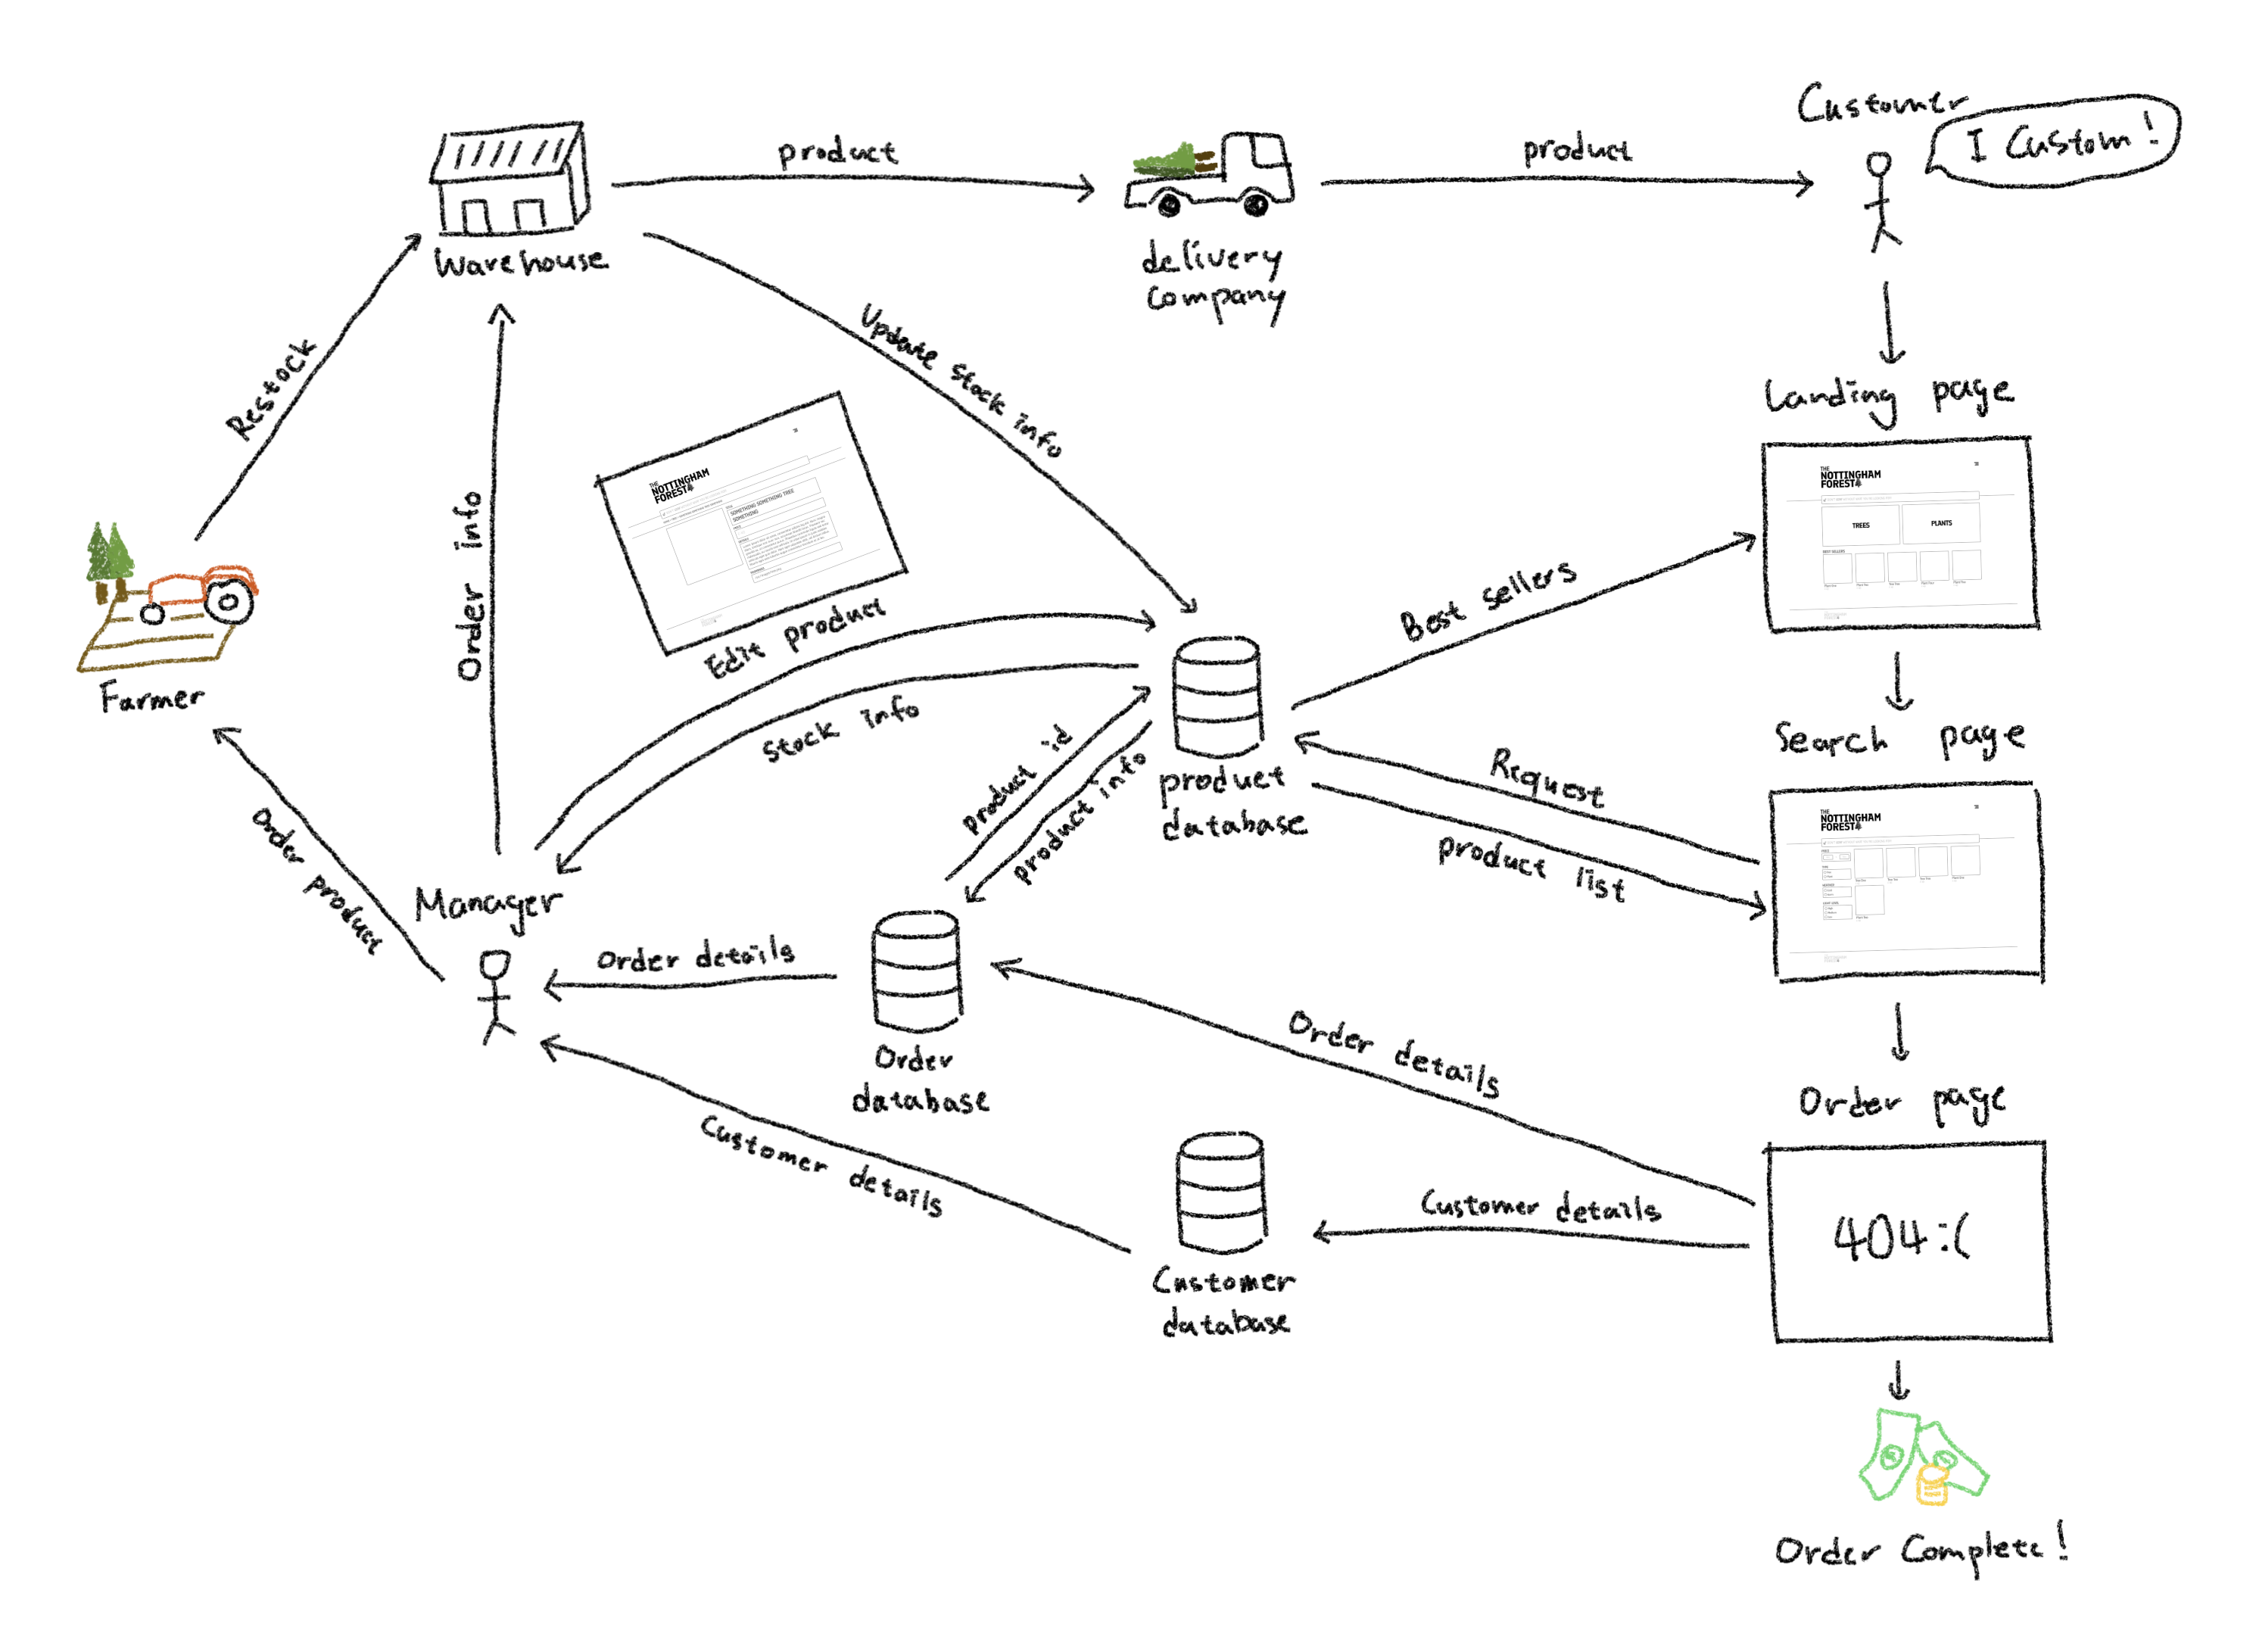 Customer
I Custom!
product
product
Warehouse
delivery
company
Restock
Update stock info
Landing page
THE
NOTTINGHAM
FOREST
TREES
PLANTS
BEST SELLERS
Order info
THE
NOTTINGHAM
FOREST
SOMETHING SOMETHING TREE
SOMETHING
Edit product
Best sellers
Farmer
Stock info
Search page
THE
NOTTINGHAM
FOREST
Product id
product info
product
database
Request
product list
Order product
Manager
Order details
Order
database
Order details
Order page
Customer details
Customer details
404 :(
Customer
database
Order Complete!